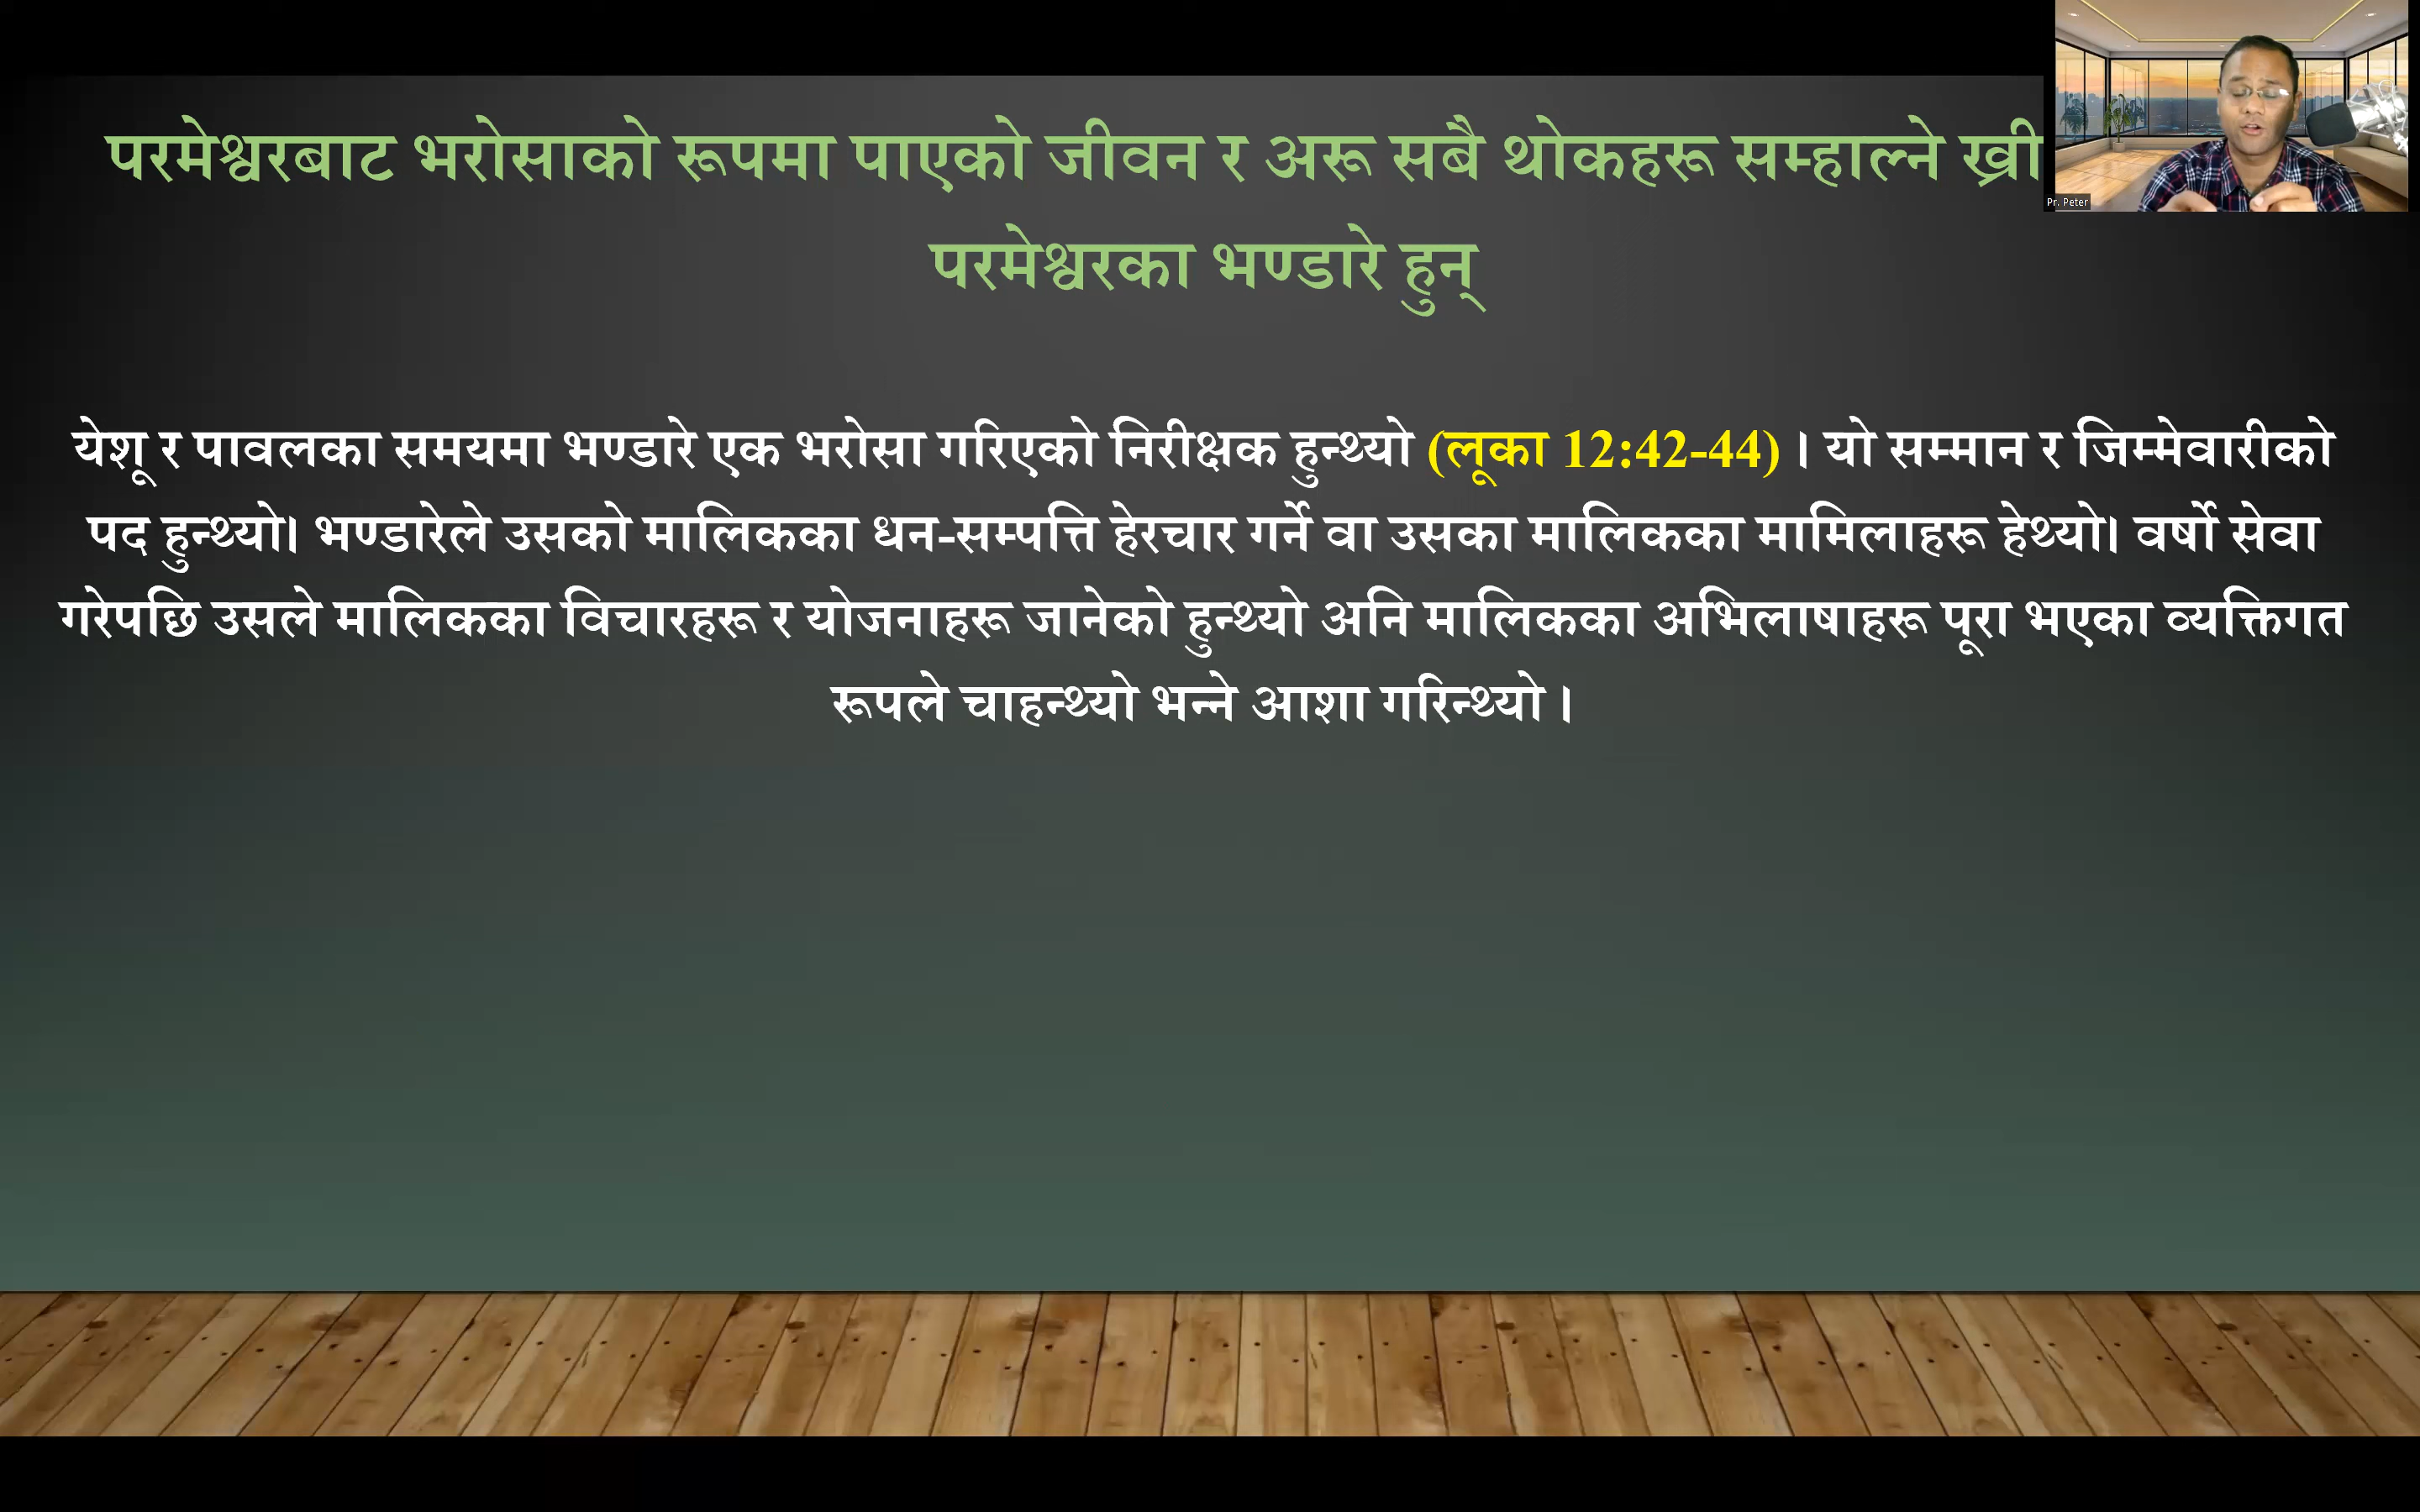 परमेश्वरबाट भरोसाको रूपमा पाएको जीवन र अरू सबै थोकहरू सम्हाल्ने
Pr. Peter
परमेश्वरका भण्डारे हुन्
येशू र पावलका समयमा भण्डारे एक भरोसा गरिएको निरीक्षक हुन्थ्यो (लूका 12:42-44) । यो सम्मान र जिम्मेवारीको
पद हुन्थ्यो। भण्डारेले उसको मालिकका धन-सम्पत्ति हेरचार गर्ने वा उसका मालिकका मामिलाहरू हेथ्यो। वर्षो सेवा
गरेपछि उसले मालिकका विचारहरू र योजनाहरू जानेको हुन्थ्यो अनि मालिकका अभिलाषाहरू पूरा भएका व्यक्तिगत
रूपले चाहन्थ्यो भन्ने आशा गरिन्थ्यो ।